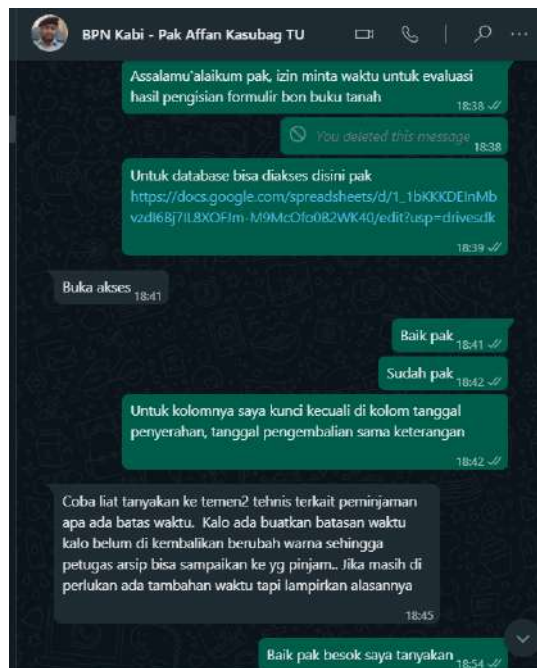 BPN Kabi - Pak Affan Kasubag TU
Assalamu'alaikum pak, izin minta waktu untuk evaluasi
hasil pengisian formulir bon buku tanah
18:38
You deleted this message
18:38
Untuk database bisa diakses disini pak
https://docs.google.com/spreadsheets/d/1_1bKKKDEInMb
vzdI6Bj7IL8XOFJm-M9McOfo0B2WK40/edit?usp=drivesdk
18:39
Buka akses
18:41
Baik pak
18:41
Sudah pak
18:42
Untuk kolomnya saya kunci kecuali di kolom tanggal
penyerahan, tanggal pengembalian sama keterangan
18:42
Coba liat tanyakan ke temen2 tehnis terkait peminjaman
apa ada batas waktu. Kalo ada buatkan batasan waktu
kalo belum di kembalikan berubah warna sehingga
petugas arsip bisa sampaikan ke yg pinjam.. Jika masih di
perlukan ada tambahan waktu tapi lampirkan alasannya
18:45
Baik pak besok saya tanyakan
18:54